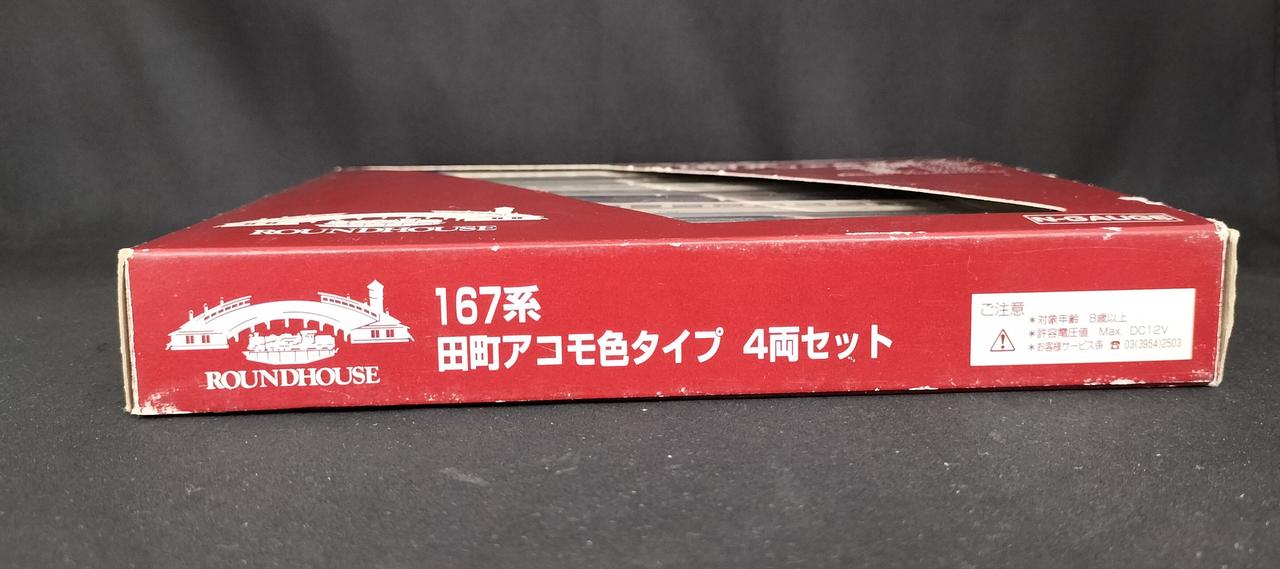 ROUNDHOUSE
N-GAUGE
167系
田町アコモ色タイプ 4両セット
ROUNDHOUSE
ご注意
*対象年齢 8歳以上
*許容電圧値 Max. DC12V
*お客様サービス係 ☎ 03(3954)2503